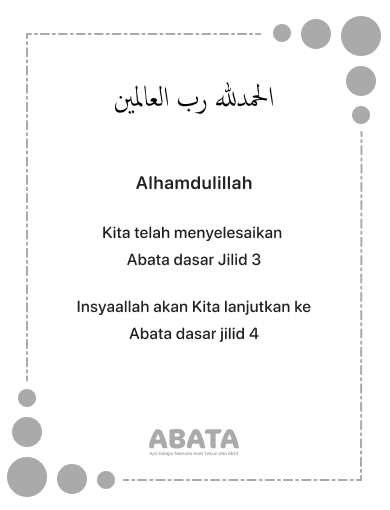 الحمدلله رب العالمين
Alhamdulillah
Kita telah menyelesaikan
Abata dasar Jilid 3
Insyaallah akan Kita lanjutkan ke
Abata dasar jilid 4
ABATA